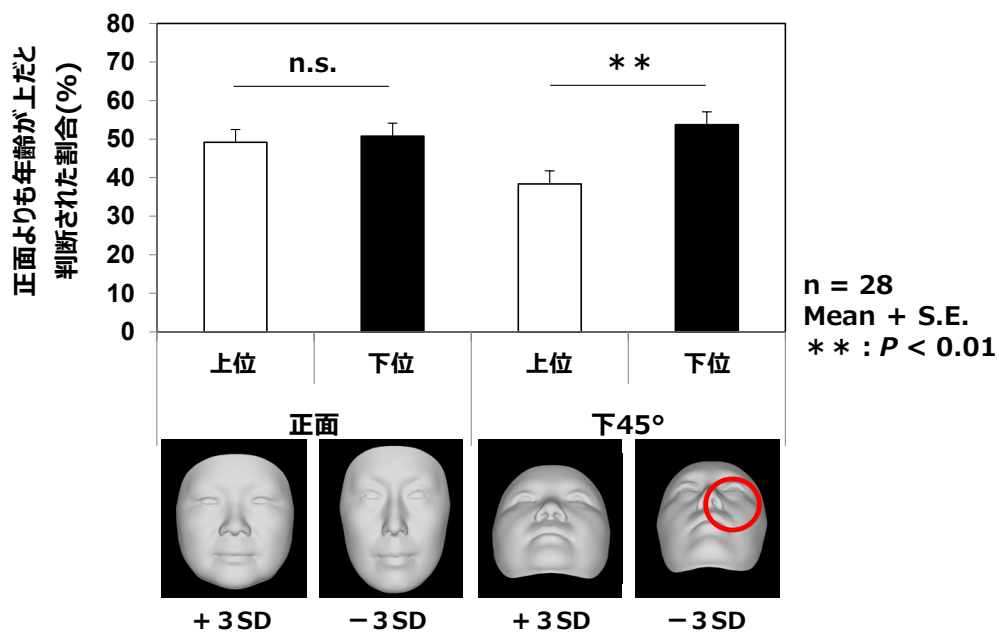 正面よりも年齢が上だと
判断された割合(%)
80
70
60
50
40
30
20
10
0
n.s.
＊＊
上位
下位
上位
下位
正面
下45°
n = 28
Mean + S.E.
＊＊ : P < 0.01
＋3SD
－3SD
＋3SD
－3SD